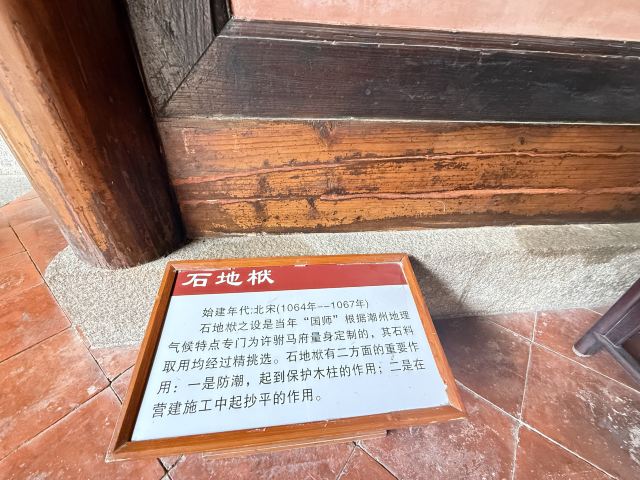 石地栿
始建年代:北宋(1064年--1067年)
石地栿之设是当年“国师”根据潮州地理
气候特点专门为许驸马府量身定制的，其石料
取用均经过精挑选。石地栿有二方面的重要作
用：一是防潮，起到保护木柱的作用；二是在
营建施工中起抄平的作用。